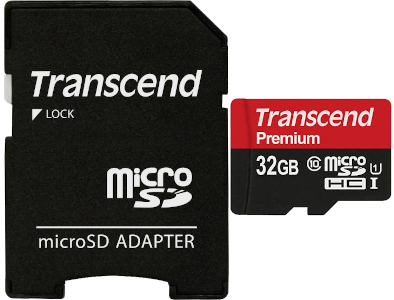 Transcend
LOCK
micro
SD
microSD ADAPTER
Transcend
Premium
32GB 10 micro SD HC I U1